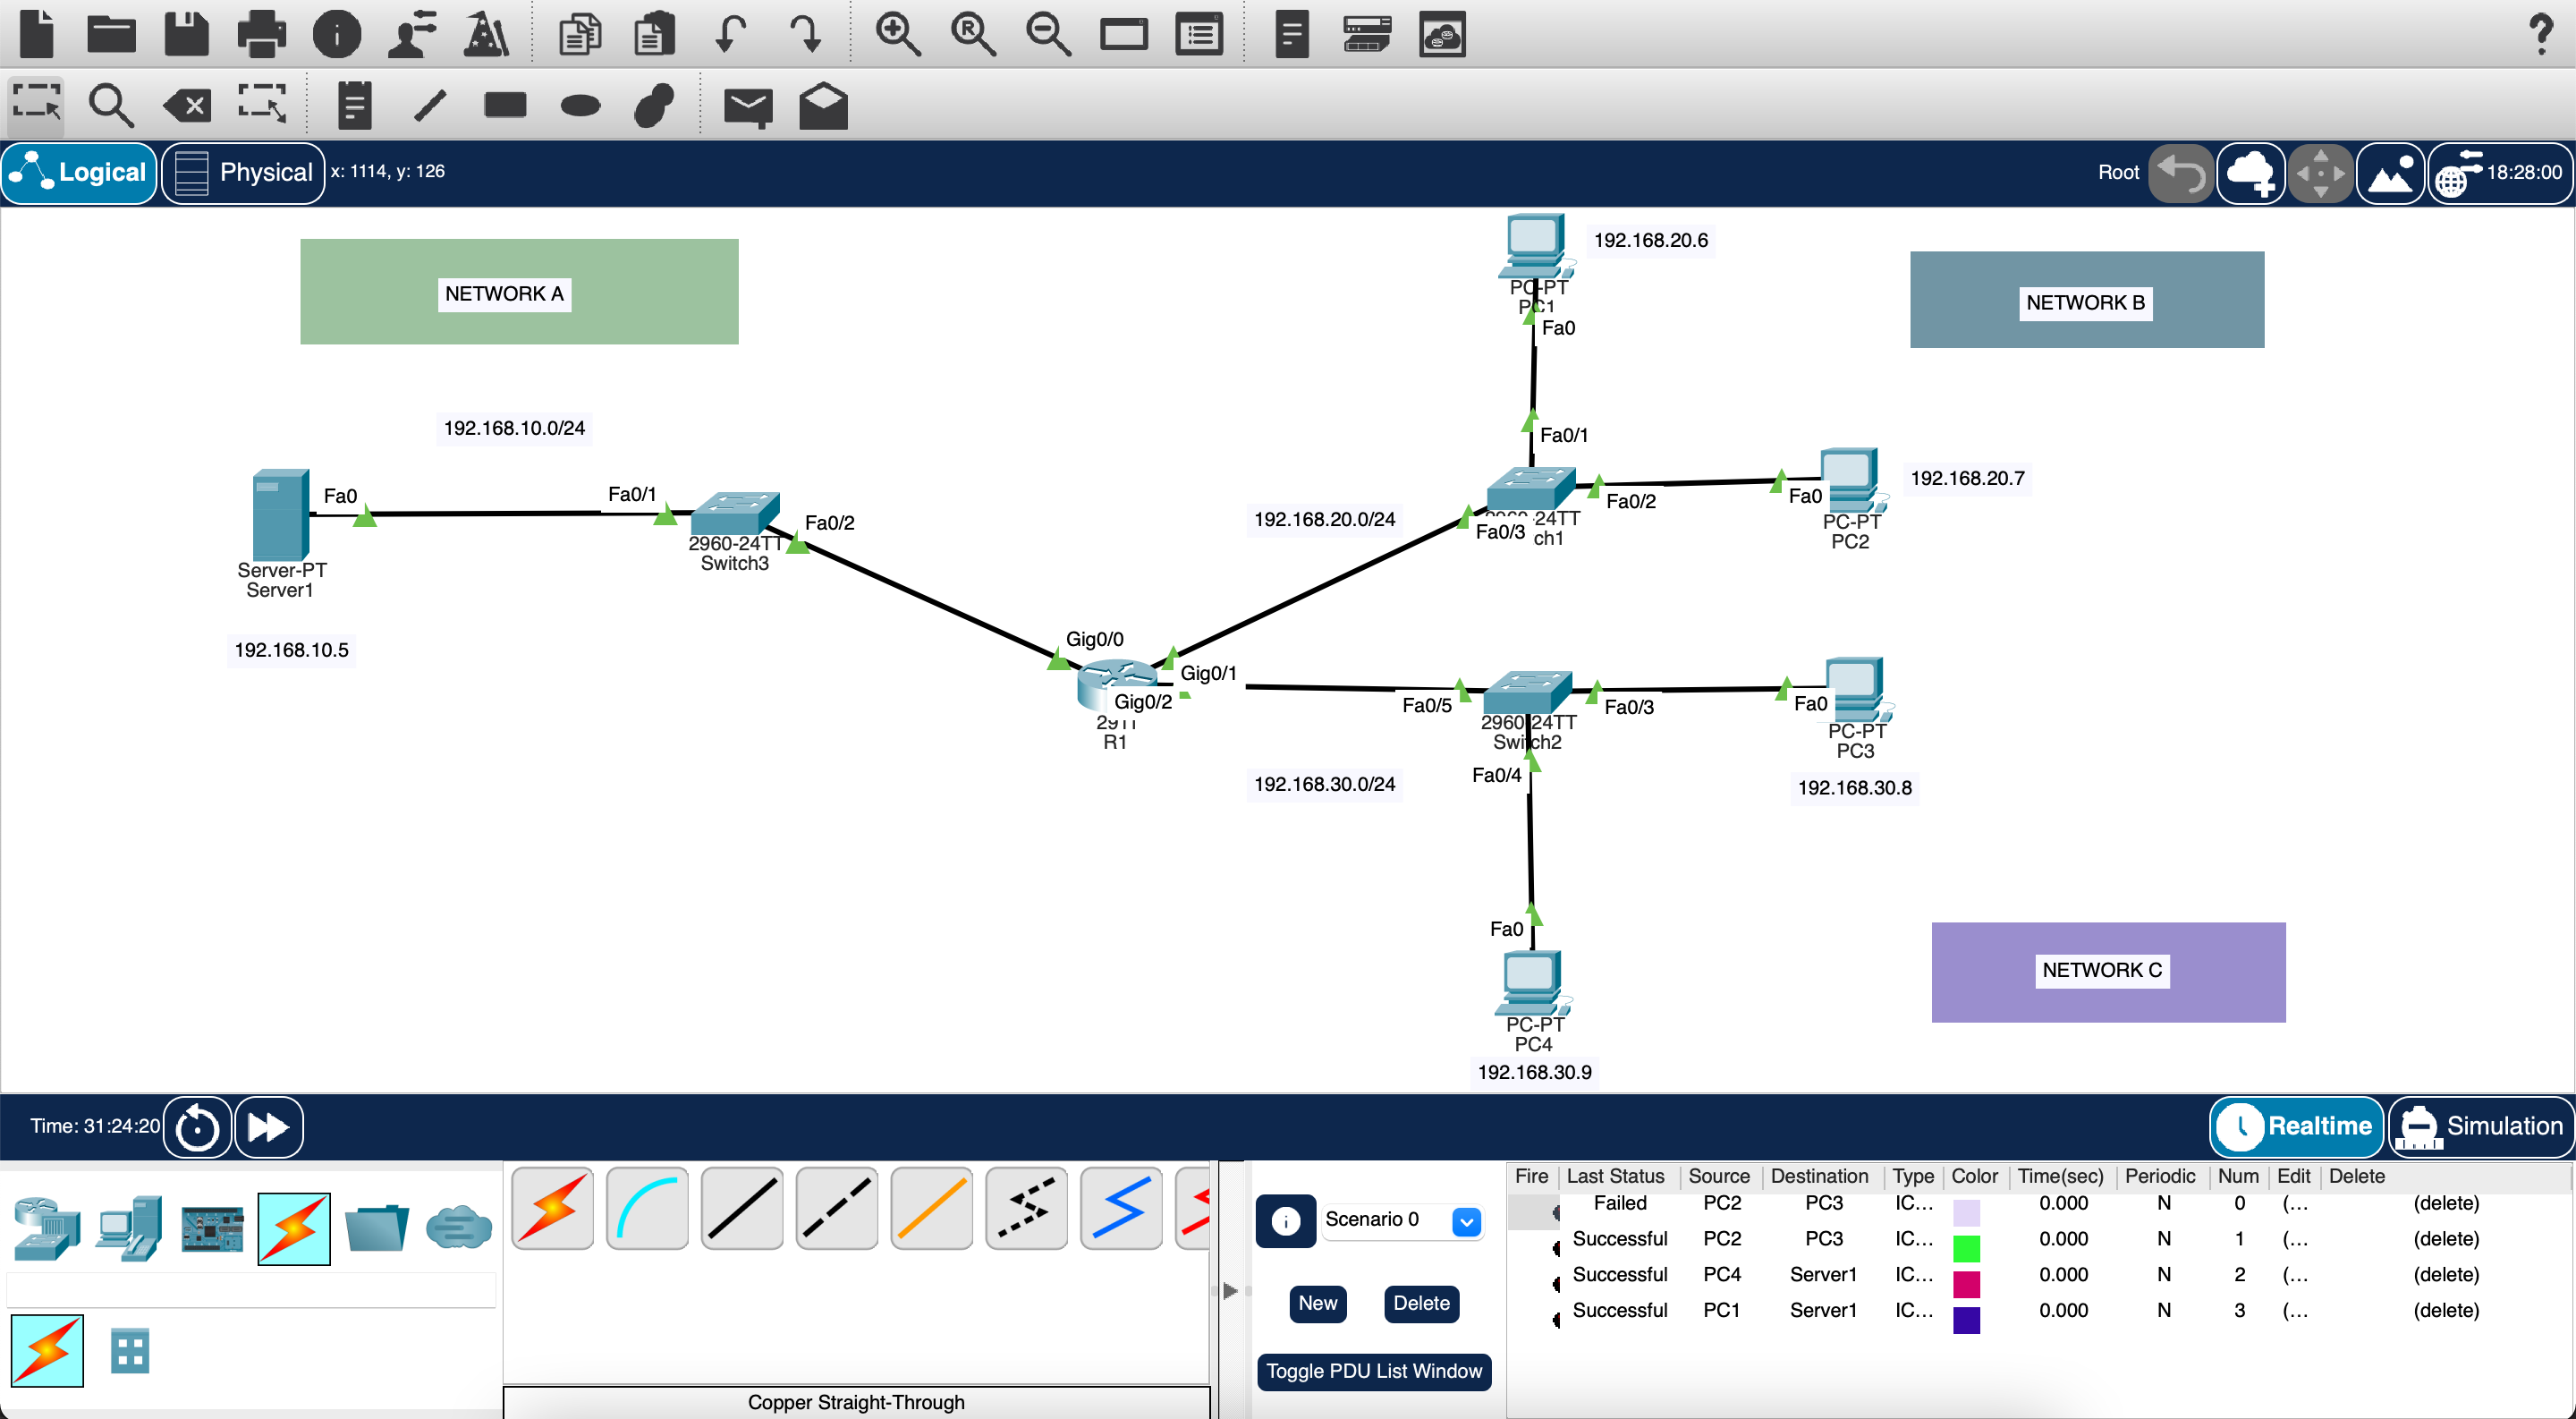 R
?
Logical
Physical
x: 1114, y: 126
Root
18:28:00
NETWORK A
192.168.10.0/24
Fa0
Fa0/1
Fa0/2
2960-24TT
Switch3
Server-PT
Server1
192.168.10.5
192.168.20.6
PC-PT
PC1
Fa0
NETWORK B
Fa0/1
192.168.20.0/24
Fa0/3
24TT
ch1
Fa0/2
Fa0
192.168.20.7
PC-PT
PC2
Gig0/0
Gig0/1
Gig0/2
2911
R1
Fa0/5
2960-24TT
Switch2
Fa0/3
Fa0
PC-PT
PC3
192.168.30.0/24
Fa0/4
192.168.30.8
Fa0
PC-PT
PC4
192.168.30.9
NETWORK C
Time: 31:24:20
Realtime
Simulation
Scenario 0
New
Delete
Toggle PDU List Window
Copper Straight-Through
Fire Last Status Source Destination Type Color Time(sec) Periodic Num Edit Delete
Failed PC2 PC3 IC... 0.000 N 0 (... (delete)
Successful PC2 PC3 IC... 0.000 N 1 (... (delete)
Successful PC4 Server1 IC... 0.000 N 2 (... (delete)
Successful PC1 Server1 IC... 0.000 N 3 (... (delete)